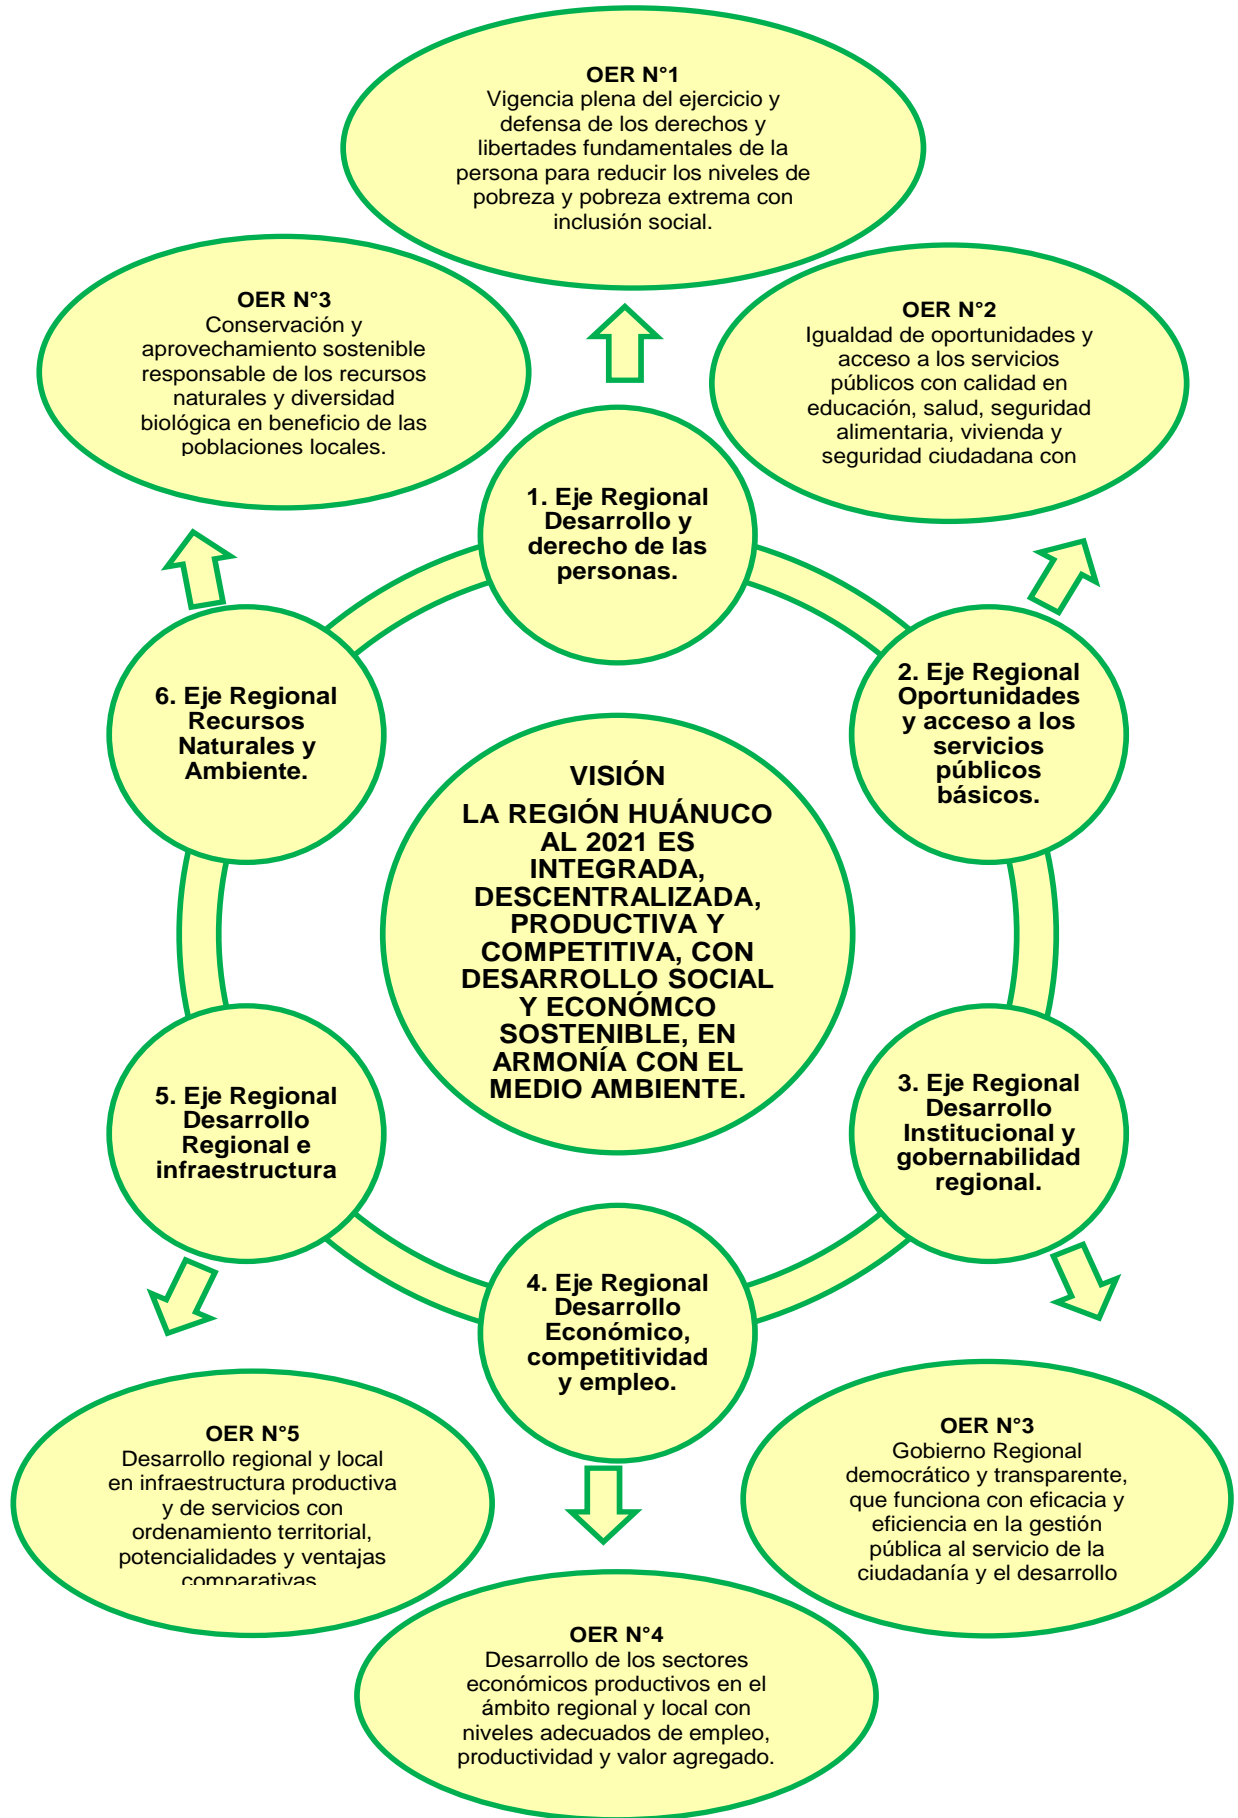 OER N°1
Vigencia plena del ejercicio y
defensa de los derechos y
libertades fundamentales de la
persona para reducir los niveles de
pobreza y pobreza extrema con
inclusión social.
OER N°3
Conservación y
aprovechamiento sostenible
responsable de los recursos
naturales y diversidad
biológica en beneficio de las
poblaciones locales.
OER N°2
Igualdad de oportunidades y
acceso a los servicios
públicos con calidad en
educación, salud, seguridad
alimentaria, vivienda y
seguridad ciudadana con
1. Eje Regional
Desarrollo y
derecho de las
personas.
6. Eje Regional
Recursos
Naturales y
Ambiente.
2. Eje Regional
Oportunidades
y acceso a los
servicios
públicos
básicos.
VISIÓN
LA REGIÓN HUÁNUCO
AL 2021 ES
INTEGRADA,
DESCENTRALIZADA,
PRODUCTIVA Y
COMPETITIVA, CON
DESARROLLO SOCIAL
Y ECONÓMCO
SOSTENIBLE, EN
ARMONÍA CON EL
MEDIO AMBIENTE.
5. Eje Regional
Desarrollo
Regional e
infraestructura
3. Eje Regional
Desarrollo
Institucional y
gobernabilidad
regional.
4. Eje Regional
Desarrollo
Económico,
competitividad
y empleo.
OER N°5
Desarrollo regional y local
en infraestructura productiva
y de servicios con
ordenamiento territorial,
potencialidades y ventajas
comparativas
OER N°3
Gobierno Regional
democrático y transparente,
que funciona con eficacia y
eficiencia en la gestión
pública al servicio de la
ciudadanía y el desarrollo
OER N°4
Desarrollo de los sectores
económicos productivos en el
ámbito regional y local con
niveles adecuados de empleo,
productividad y valor agregado.